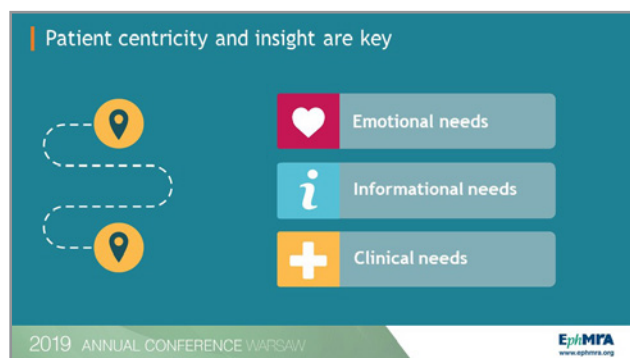 Patient centricity and insight are key
Emotional needs
i
Informational needs
Clinical needs
2019 ANNUAL CONFERENCE WARSAW
EphMRA
www.ephmra.org